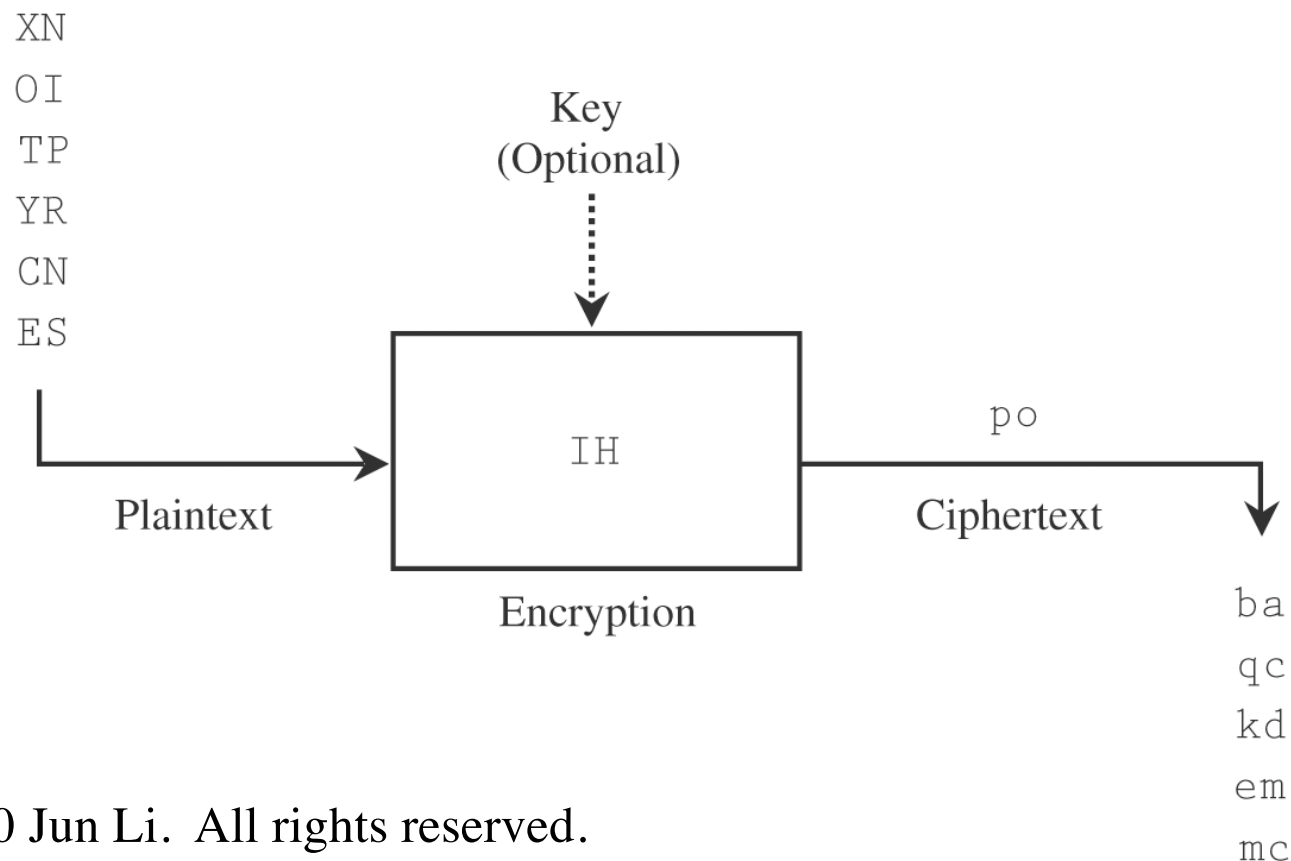 XN
OI
TP
YR
CN
ES
Key
(Optional)
IH
po
Plaintext
Ciphertext
Encryption
ba
qc
kd
em
mc
0 Jun Li. All rights reserved.